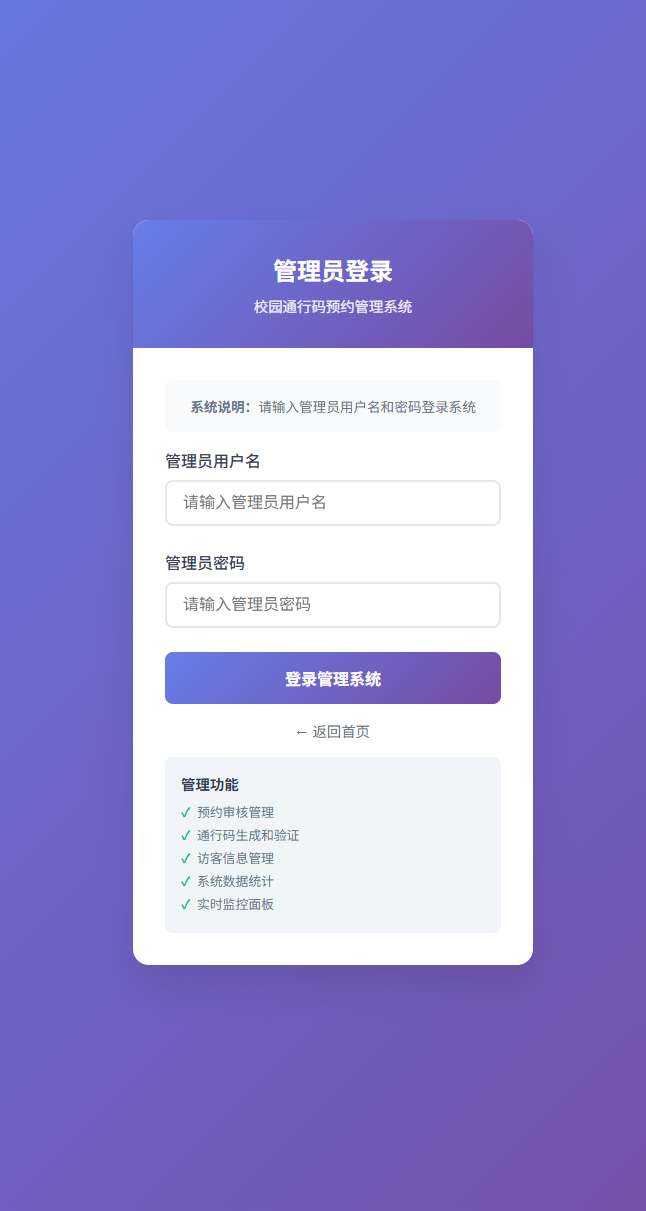 管理员登录
校园通行码预约管理系统
系统说明：请输入管理员用户名和密码登录系统
管理员用户名
请输入管理员用户名
管理员密码
请输入管理员密码
登录管理系统
← 返回首页
管理功能
✓ 预约审核管理
✓ 通行码生成和验证
✓ 访客信息管理
✓ 系统数据统计
✓ 实时监控面板